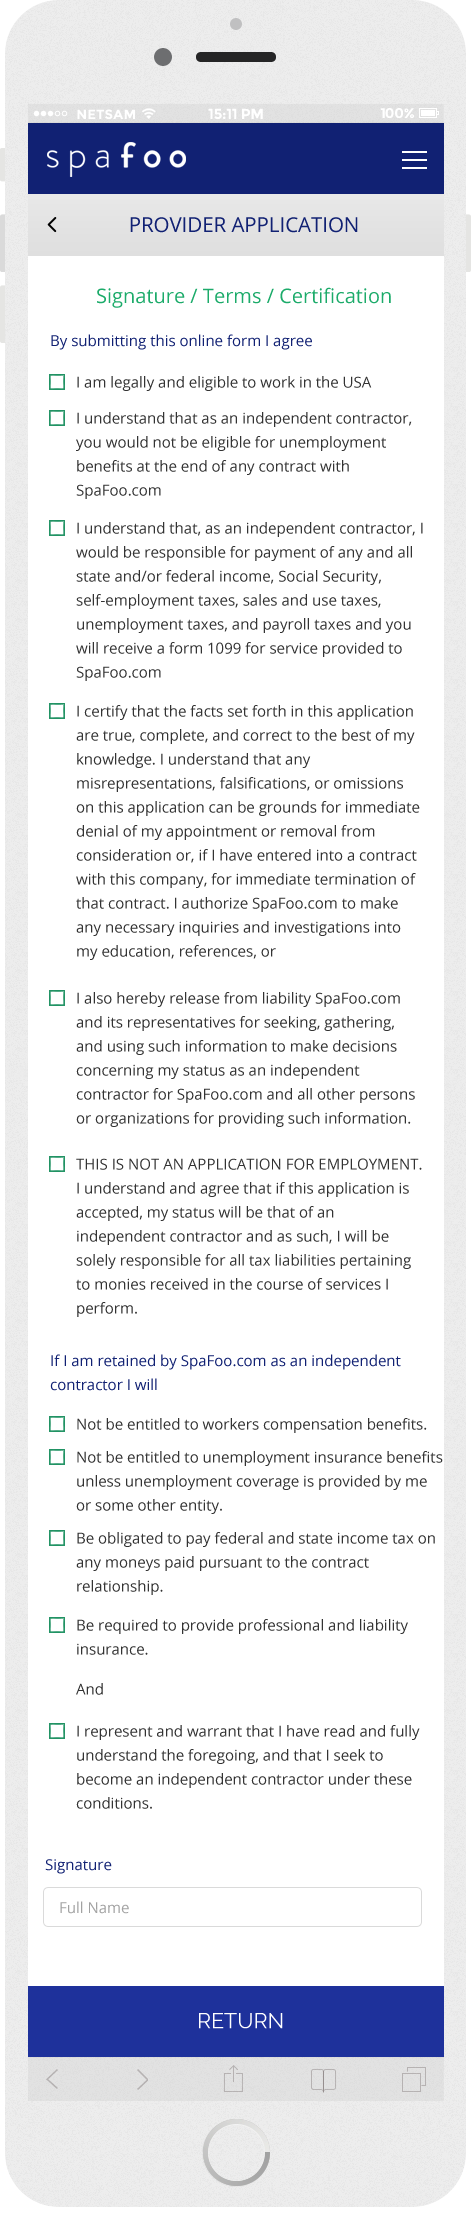 NETSAM 15:11 PM 100%
spafoo
PROVIDER APPLICATION
Signature / Terms / Certification
By submitting this online form I agree
I am legally and eligible to work in the USA
I understand that as an independent contractor,
you would not be eligible for unemployment
benefits at the end of any contract with
SpaFoo.com
I understand that, as an independent contractor, I
would be responsible for payment of any and all
state and/or federal income, Social Security,
self-employment taxes, sales and use taxes,
unemployment taxes, and payroll taxes and you
will receive a form 1099 for service provided to
SpaFoo.com
I certify that the facts set forth in this application
are true, complete, and correct to the best of my
knowledge. I understand that any
misrepresentations, falsifications, or omissions
on this application can be grounds for immediate
denial of my appointment or removal from
consideration or, if I have entered into a contract
with this company, for immediate termination of
that contract. I authorize SpaFoo.com to make
any necessary inquiries and investigations into
my education, references, or
I also hereby release from liability SpaFoo.com
and its representatives for seeking, gathering,
and using such information to make decisions
concerning my status as an independent
contractor for SpaFoo.com and all other persons
or organizations for providing such information.
THIS IS NOT AN APPLICATION FOR EMPLOYMENT.
I understand and agree that if this application is
accepted, my status will be that of an
independent contractor and as such, I will be
solely responsible for all tax liabilities pertaining
to monies received in the course of services I
perform.
If I am retained by SpaFoo.com as an independent
contractor I will
Not be entitled to workers compensation benefits.
Not be entitled to unemployment insurance benefits
unless unemployment coverage is provided by me
or some other entity.
Be obligated to pay federal and state income tax on
any moneys paid pursuant to the contract
relationship.
Be required to provide professional and liability
insurance.
And
I represent and warrant that I have read and fully
understand the foregoing, and that I seek to
become an independent contractor under these
conditions.
Signature
Full Name
RETURN